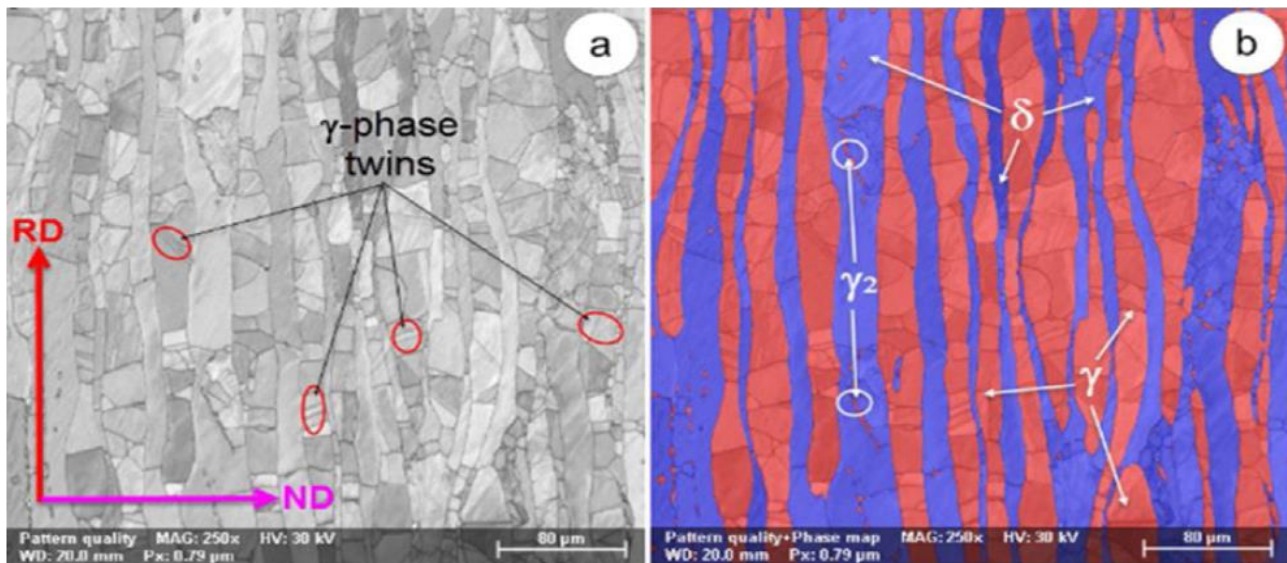 a
γ-phase
twins
RD
ND
Pattern quality MAG: 250x HV: 30 kV
WD: 20.0 mm Px: 0.79 µm
80 µm
b
δ
γ₂
γ
Pattern quality+Phase map MAG: 250x HV: 30 kV
WD: 20.0 mm Px: 0.79 µm
80 µm